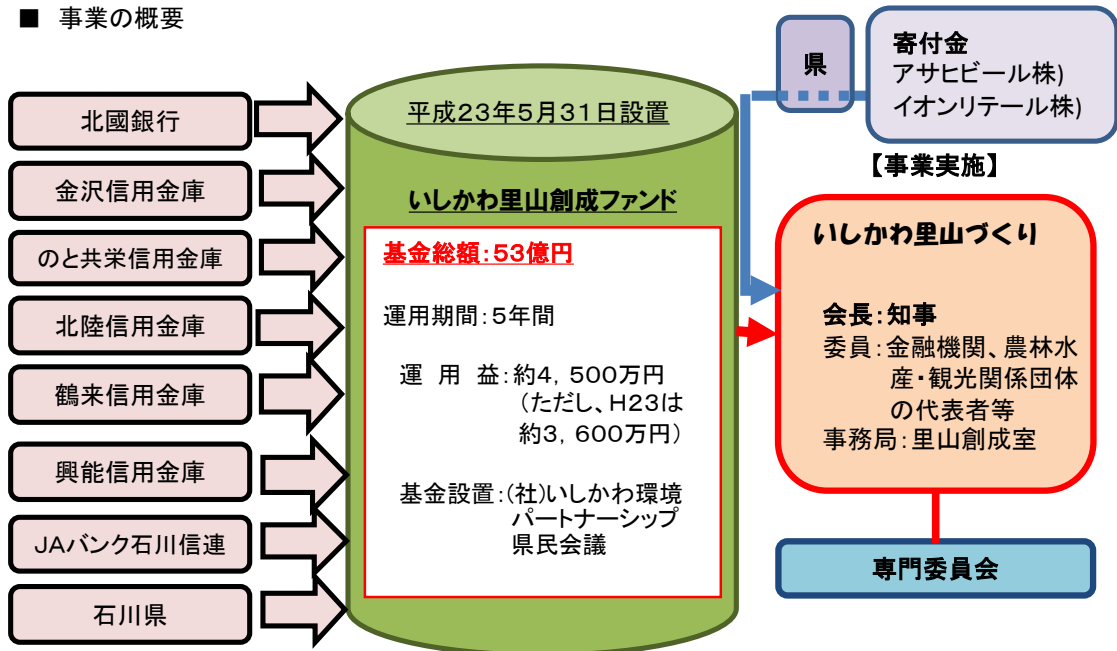 ■ 事業の概要
北國銀行
金沢信用金庫
のと共栄信用金庫
北陸信用金庫
鶴来信用金庫
興能信用金庫
JAバンク石川信連
石川県
平成23年5月31日設置
いしかわ里山創成ファンド
基金総額:53億円
運用期間:5年間
運 用 益:約4,500万円
(ただし、H23は
約3,600万円)
基金設置:(社)いしかわ環境
パートナーシップ
県民会議
県
寄付金
アサヒビール株)
イオンリテール株)
【事業実施】
いしかわ里山づくり
会長:知事
委員:金融機関、農林水
産・観光関係団体
の代表者等
事務局:里山創成室
専門委員会